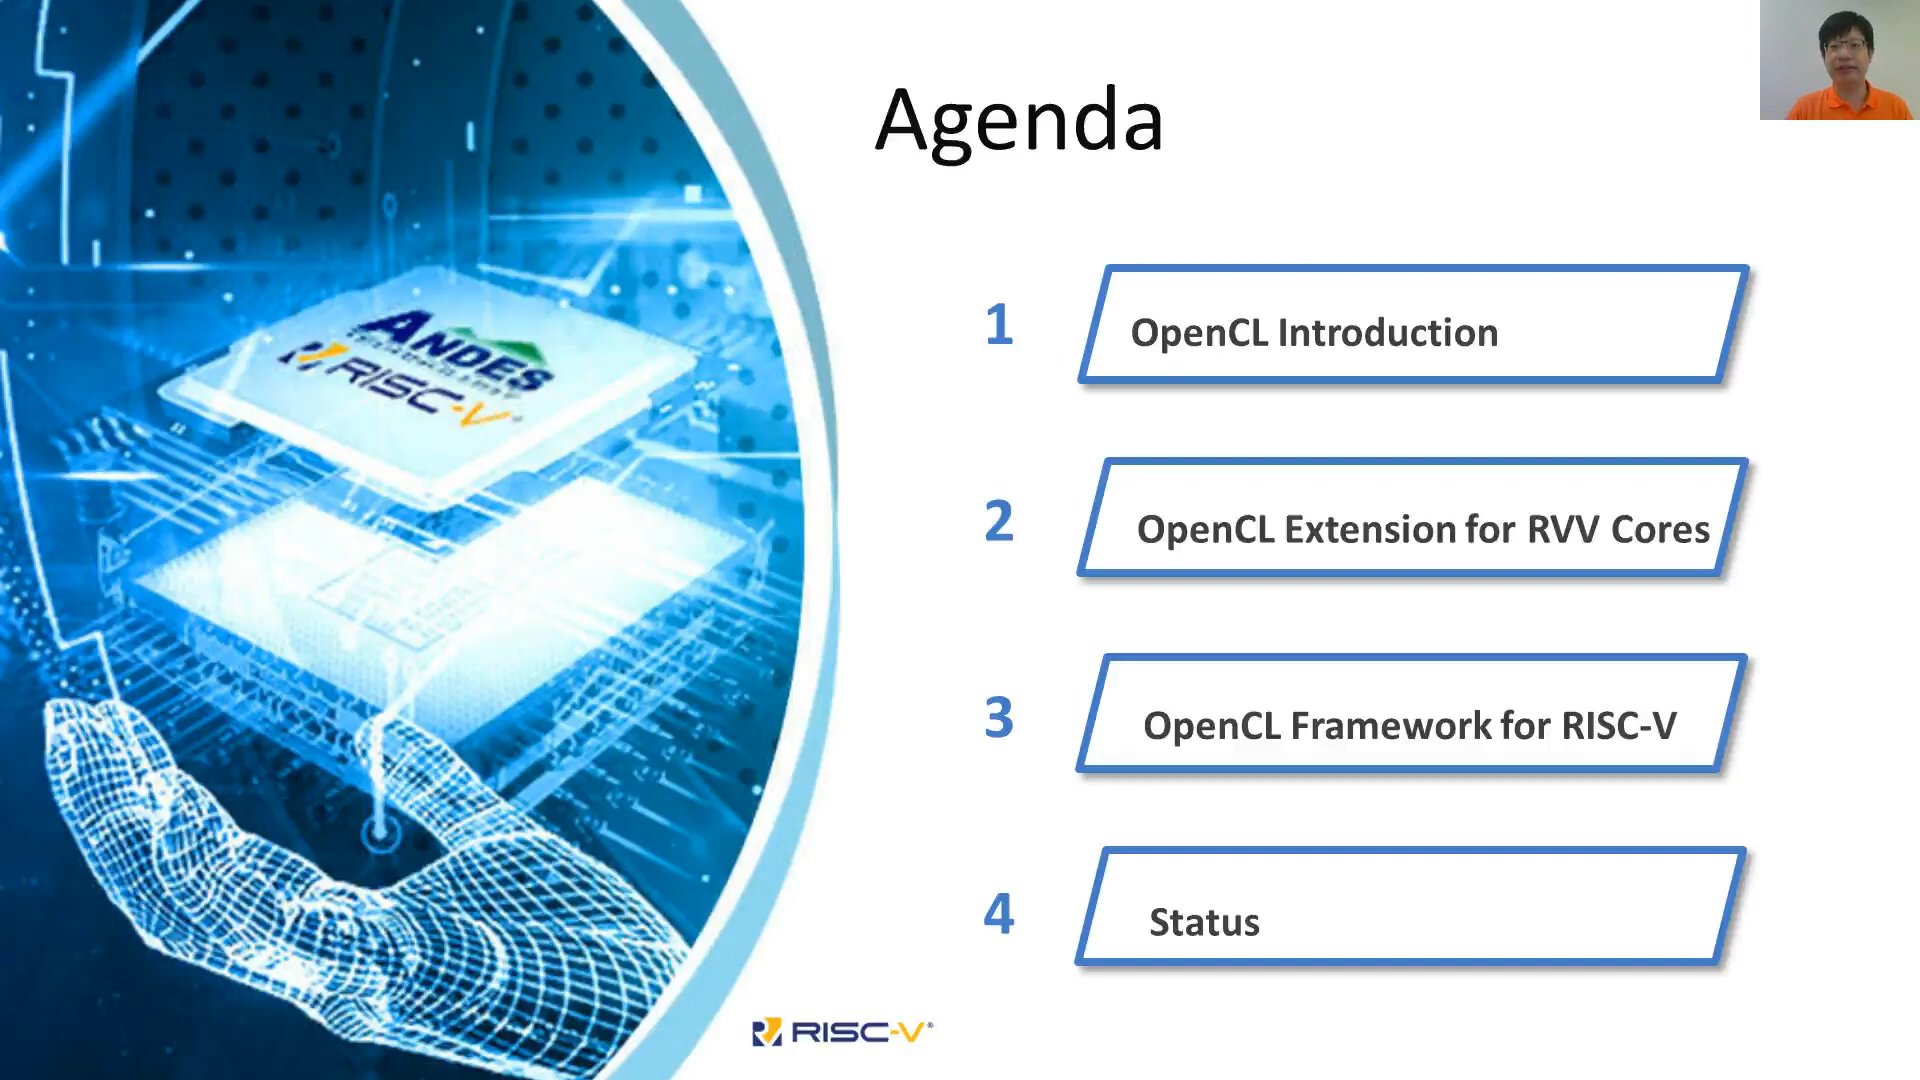 Agenda
ANDES
RISC-V®
1
OpenCL Introduction
2
OpenCL Extension for RVV Cores
3
OpenCL Framework for RISC-V
4
Status
RISC-V®